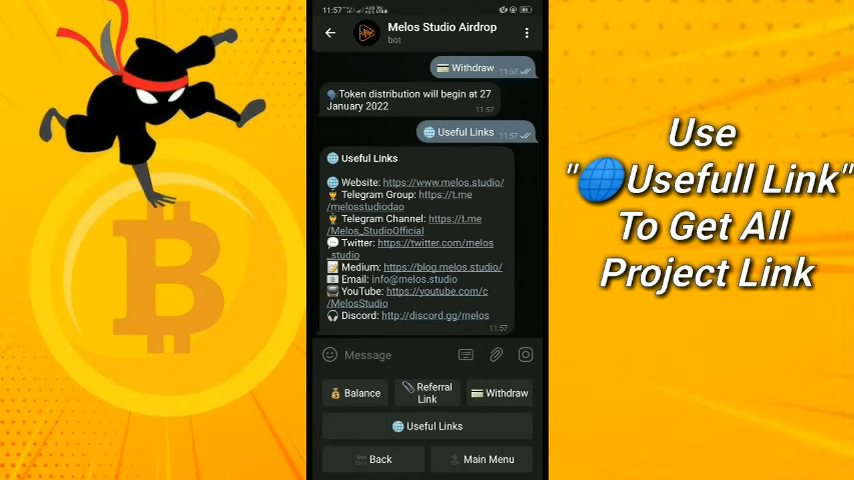 11:57
Melos Studio Airdrop
bot
Withdraw 11:57
Token distribution will begin at 27
January 2022
11:57
Useful Links 11:57
Useful LInks
Website: https://www.melos.studio/
Telegram Group: https://t.me
/melosstudiodao
Telegram Channel: https://t.me
/Melos_StudioOfficial
Twitter: https://twitter.com/melos
_studio
Medium: https://blog.melos.studio/
Email: info@melos.studio
YouTube: https://youtube.com/c
/MelosStudio
Discord: http://discord.gg/melos
11:57
Message
Balance
Referral
Link
Withdraw
Useful Links
Back
Main Menu
Use
"🌐Usefull Link"
To Get All
Project Link